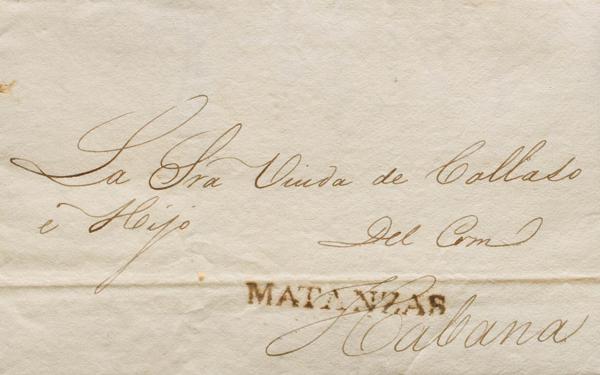 La Sra Viuda de Collaso
é Hijo Del Com
MATANZAS
Habana